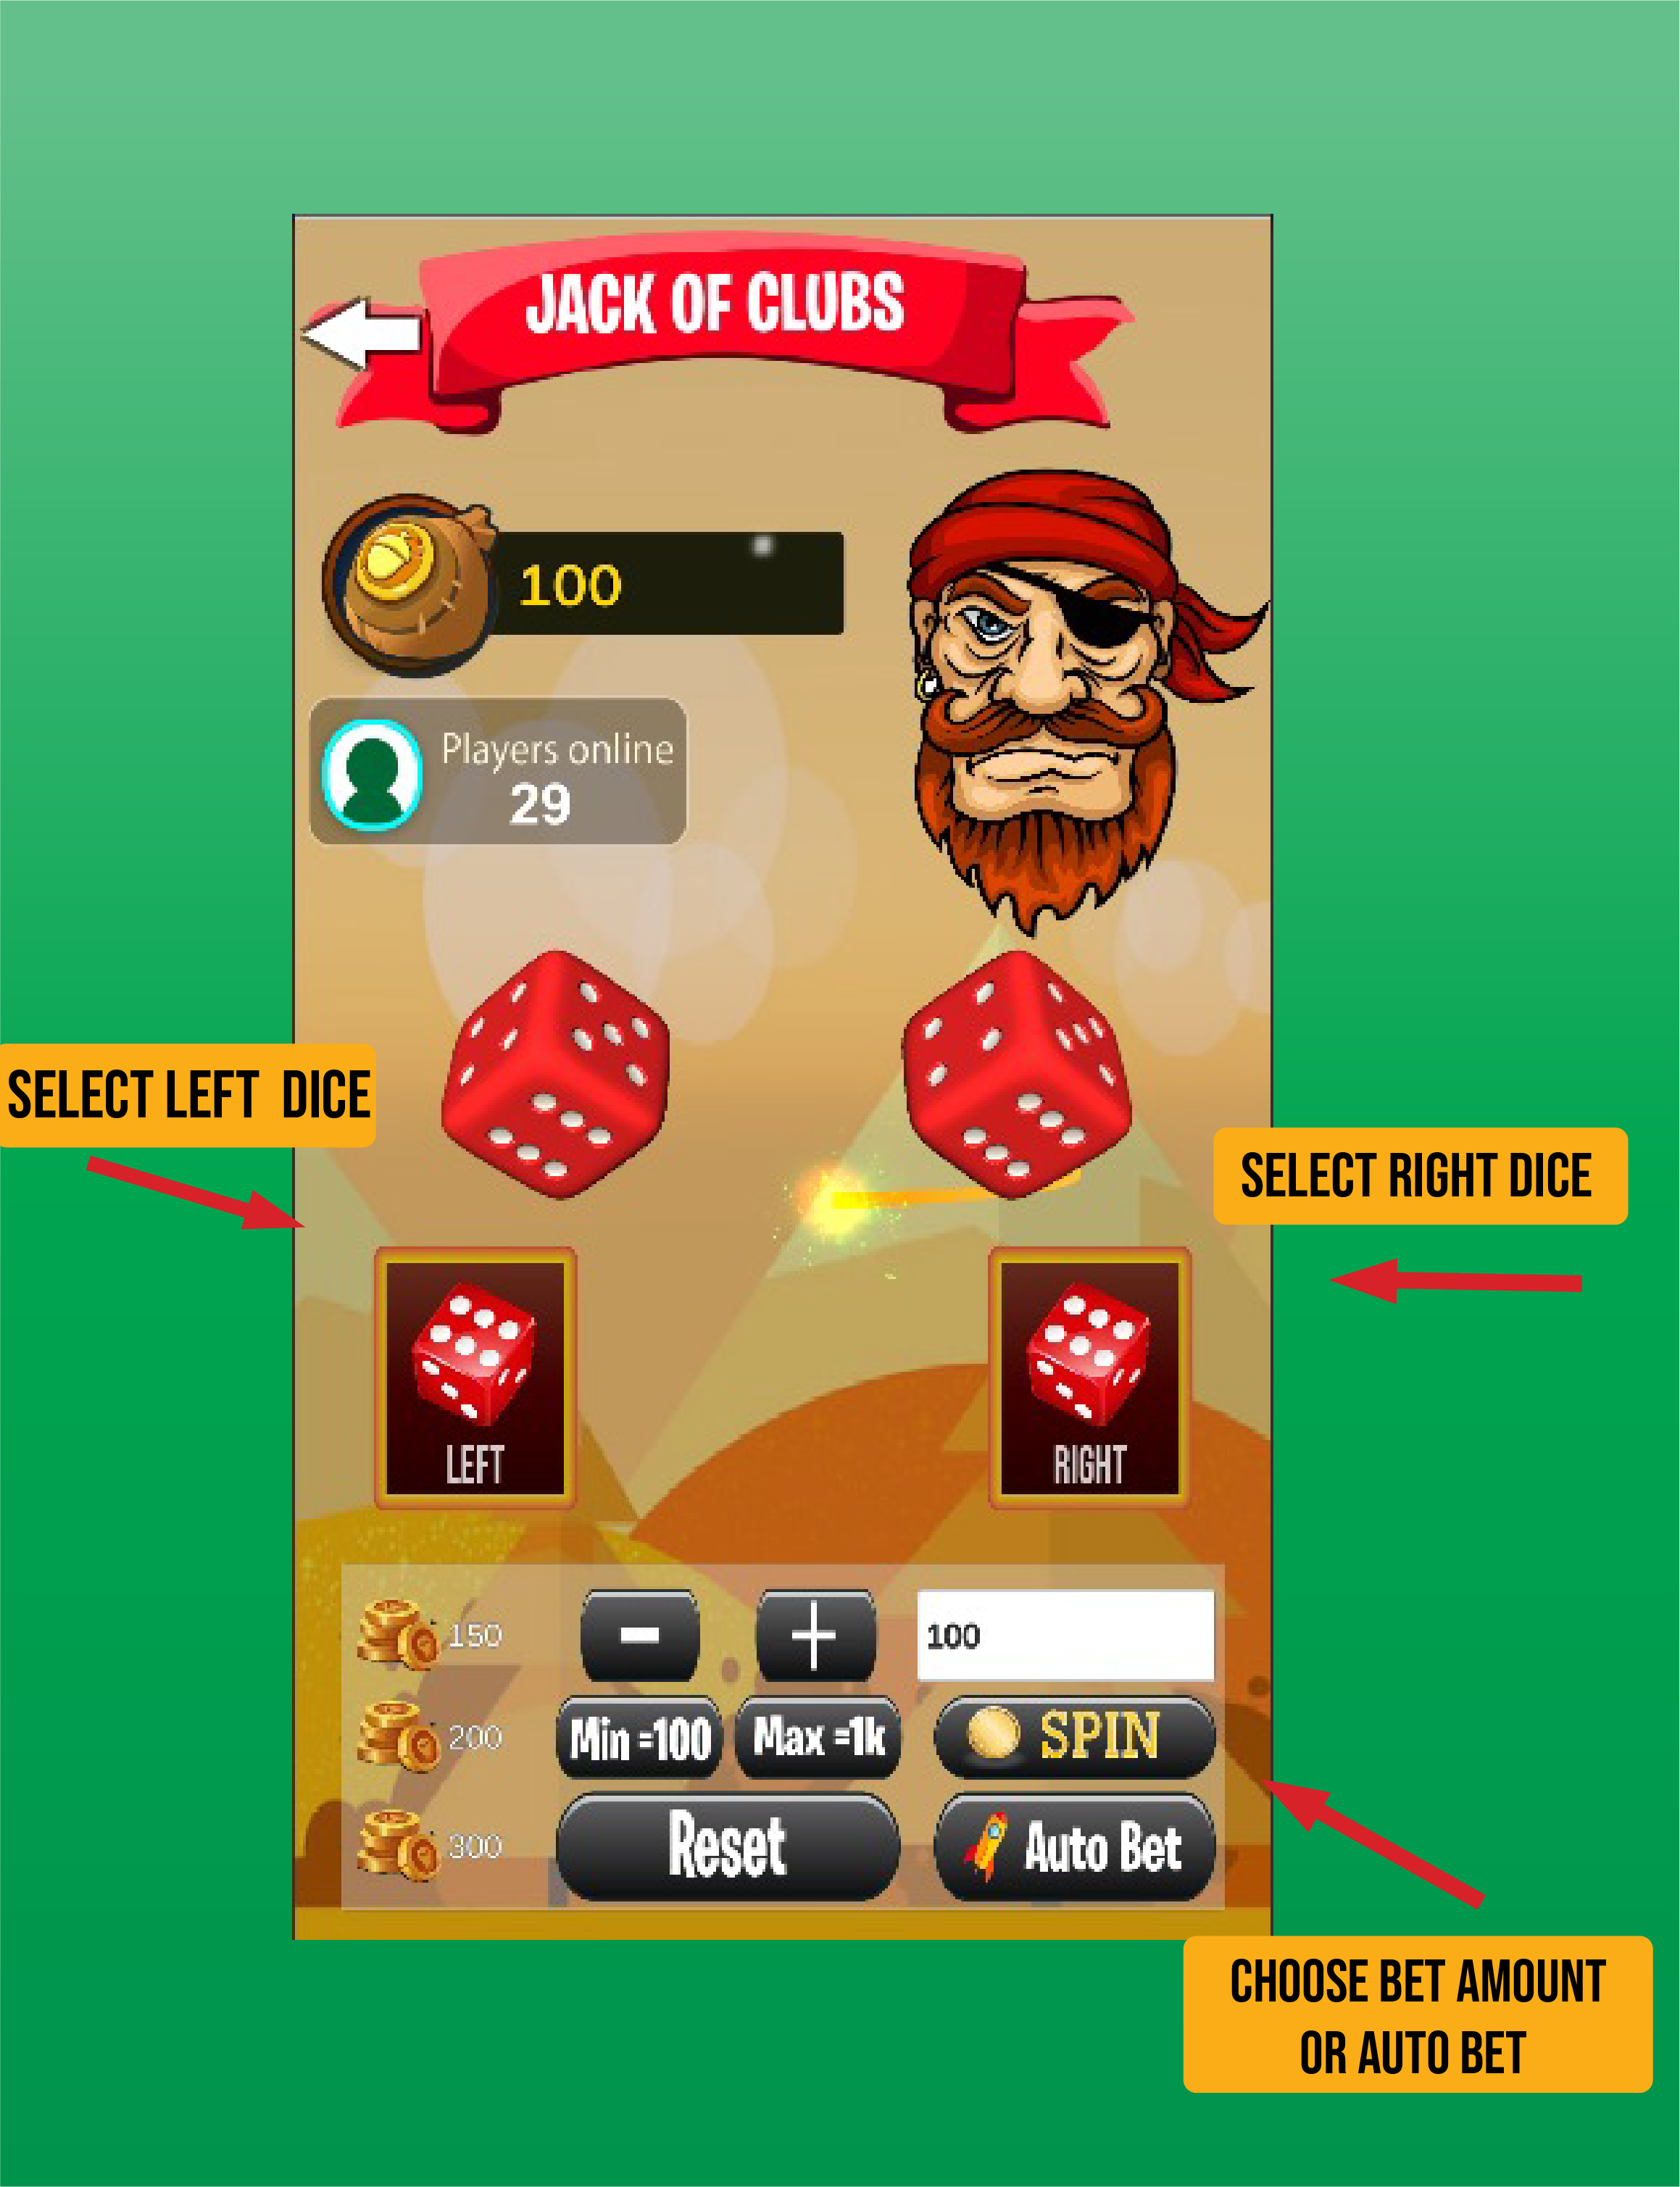 JACK OF CLUBS
100
Players online
29
SELECT LEFT DICE
SELECT RIGHT DICE
LEFT
RIGHT
150
-
+
100
200
Min =100
Max =1k
SPIN
300
Reset
Auto Bet
CHOOSE BET AMOUNT
OR AUTO BET